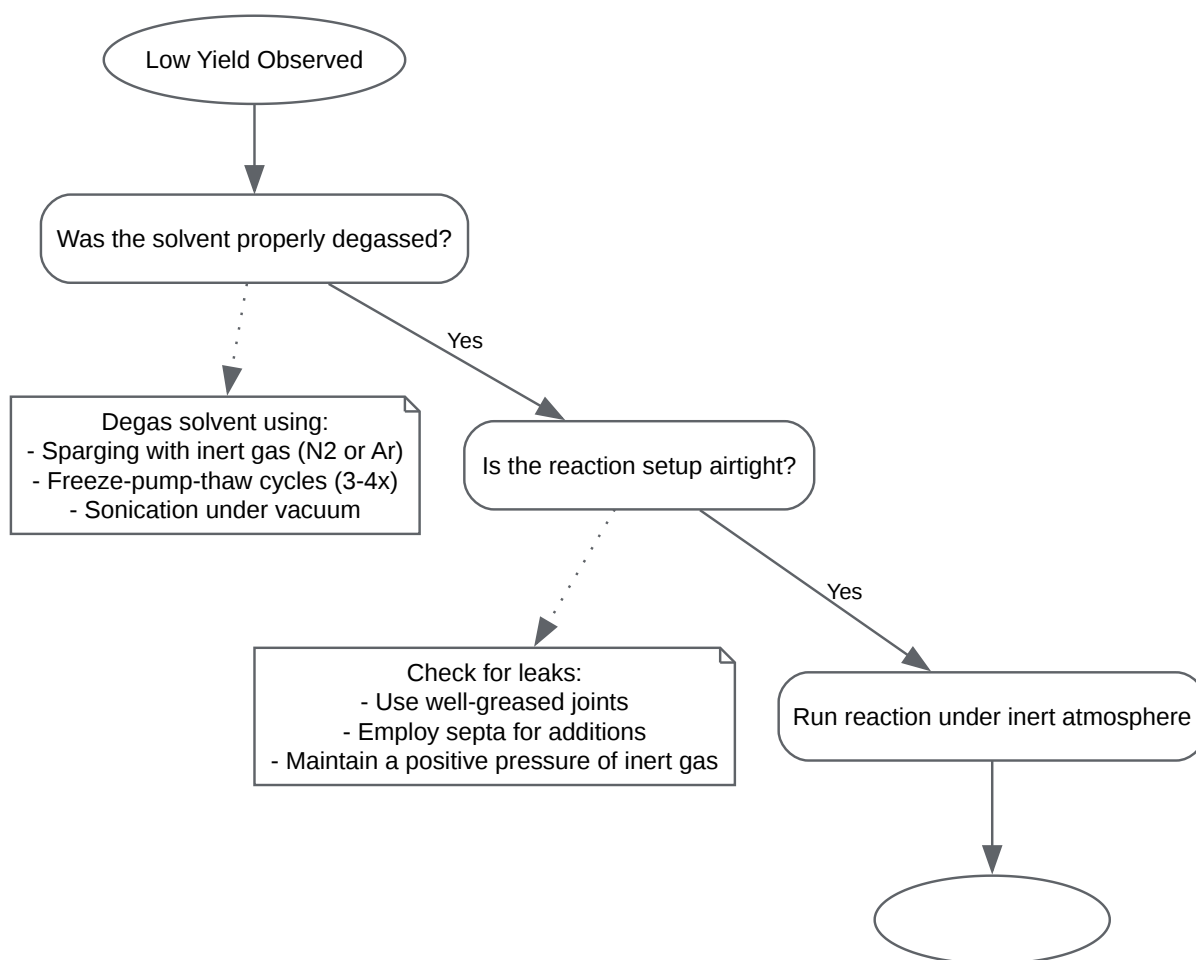 Low Yield Observed
Was the solvent properly degassed?
Yes
Degas solvent using:
- Sparging with inert gas (N2 or Ar)
- Freeze-pump-thaw cycles (3-4x)
- Sonication under vacuum
Is the reaction setup airtight?
Yes
Check for leaks:
- Use well-greased joints
- Employ septa for additions
- Maintain a positive pressure of inert gas
Run reaction under inert atmosphere